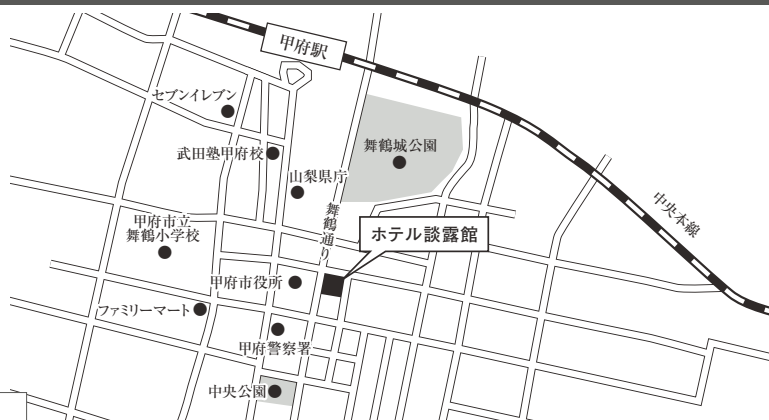 甲府駅
セブンイレブン
武田塾甲府校
舞鶴城公園
山梨県庁
中央本線
甲府市立
舞鶴小学校
舞鶴通り
ホテル談露館
甲府市役所
ファミリーマート
甲府警察署
中央公園